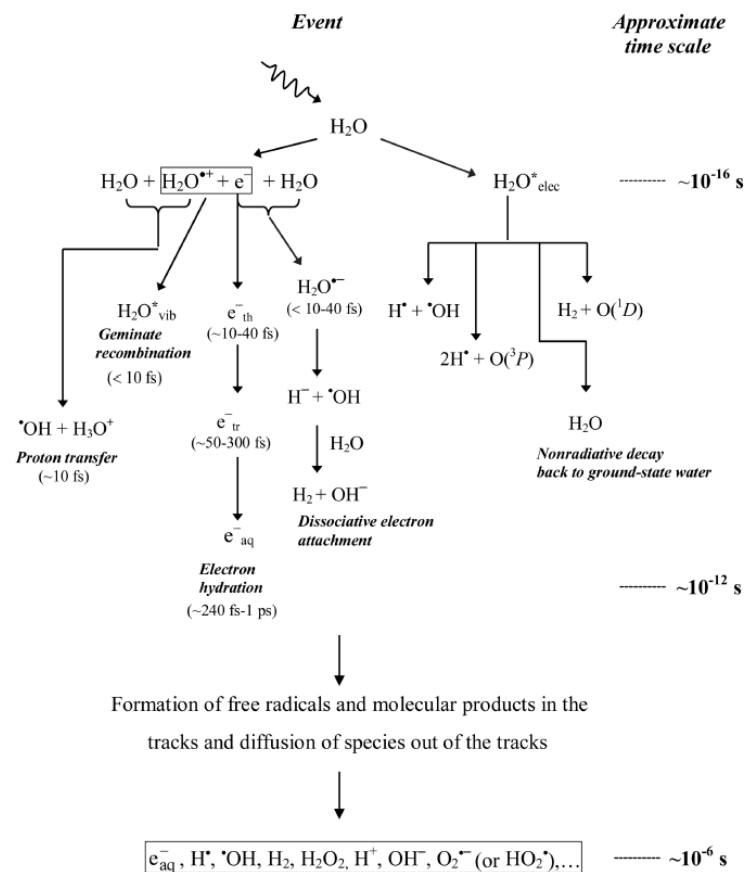 Event
Approximate
time scale
H₂O
H₂O + H₂O•⁺ + e⁻ + H₂O
H₂O*elec
---------- ~10⁻¹⁶ s
H₂O*vib
Geminate
recombination
(< 10 fs)
e⁻th
(~10-40 fs)
H₂O•⁻
(< 10-40 fs)
H• + •OH
2H• + O(³P)
H₂ + O(¹D)
•OH + H₃O⁺
Proton transfer
(~10 fs)
e⁻tr
(~50-300 fs)
H⁻ + •OH
H₂O
H₂ + OH⁻
Dissociative electron
attachment
H₂O
Nonradiative decay
back to ground-state water
e⁻aq
Electron
hydration
(~240 fs-1 ps)
---------- ~10⁻¹² s
Formation of free radicals and molecular products in the
tracks and diffusion of species out of the tracks
e⁻aq , H•, •OH, H₂, H₂O₂, H⁺, OH⁻, O₂•⁻ (or HO₂•),…
---------- ~10⁻⁶ s